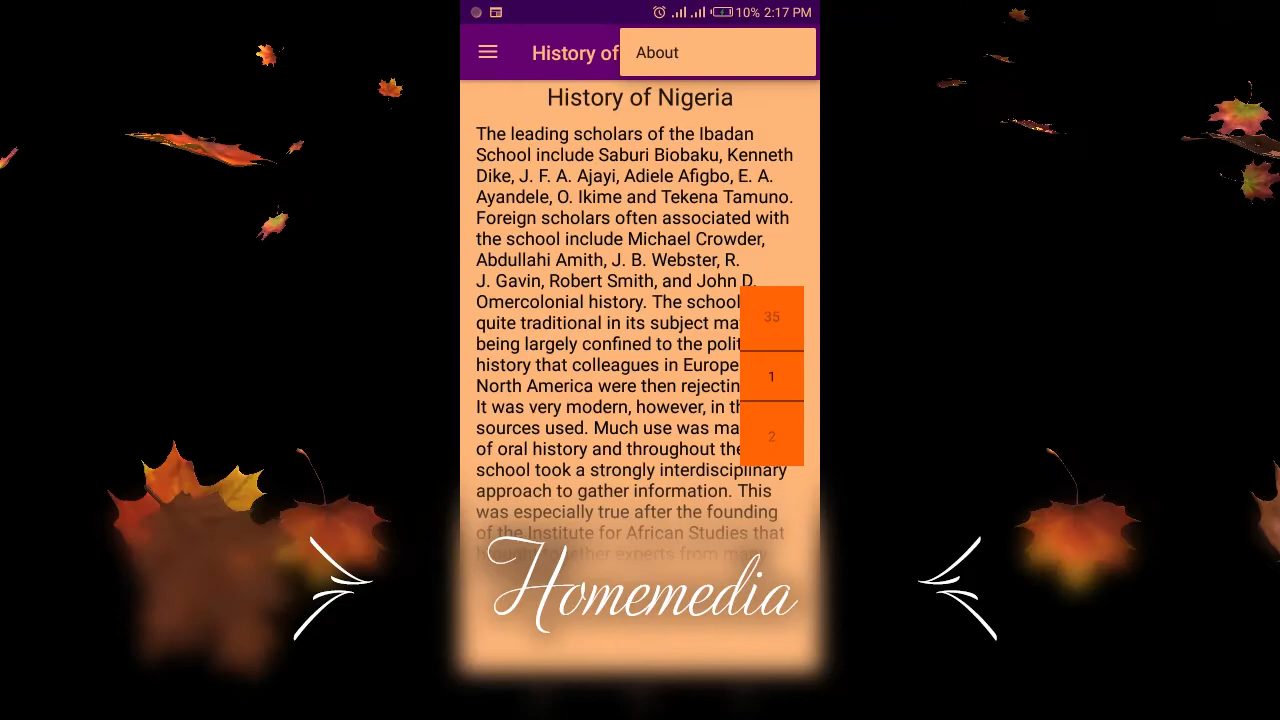 10% 2:17 PM
History of
About
History of Nigeria
The leading scholars of the Ibadan
School include Saburi Biobaku, Kenneth
Dike, J. F. A. Ajayi, Adiele Afigbo, E. A.
Ayandele, O. Ikime and Tekena Tamuno.
Foreign scholars often associated with
the school include Michael Crowder,
Abdullahi Amith, J. B. Webster, R.
J. Gavin, Robert Smith, and John D.
Omercolonial history. The school
quite traditional in its subject ma
being largely confined to the polit
history that colleagues in Europe
North America were then rejectin
It was very modern, however, in th
sources used. Much use was ma
of oral history and throughout the
school took a strongly interdisciplinary
approach to gather information. This
was especially true after the founding
of the Institute for African Studies that
experts from
35
1
2
Homemedia